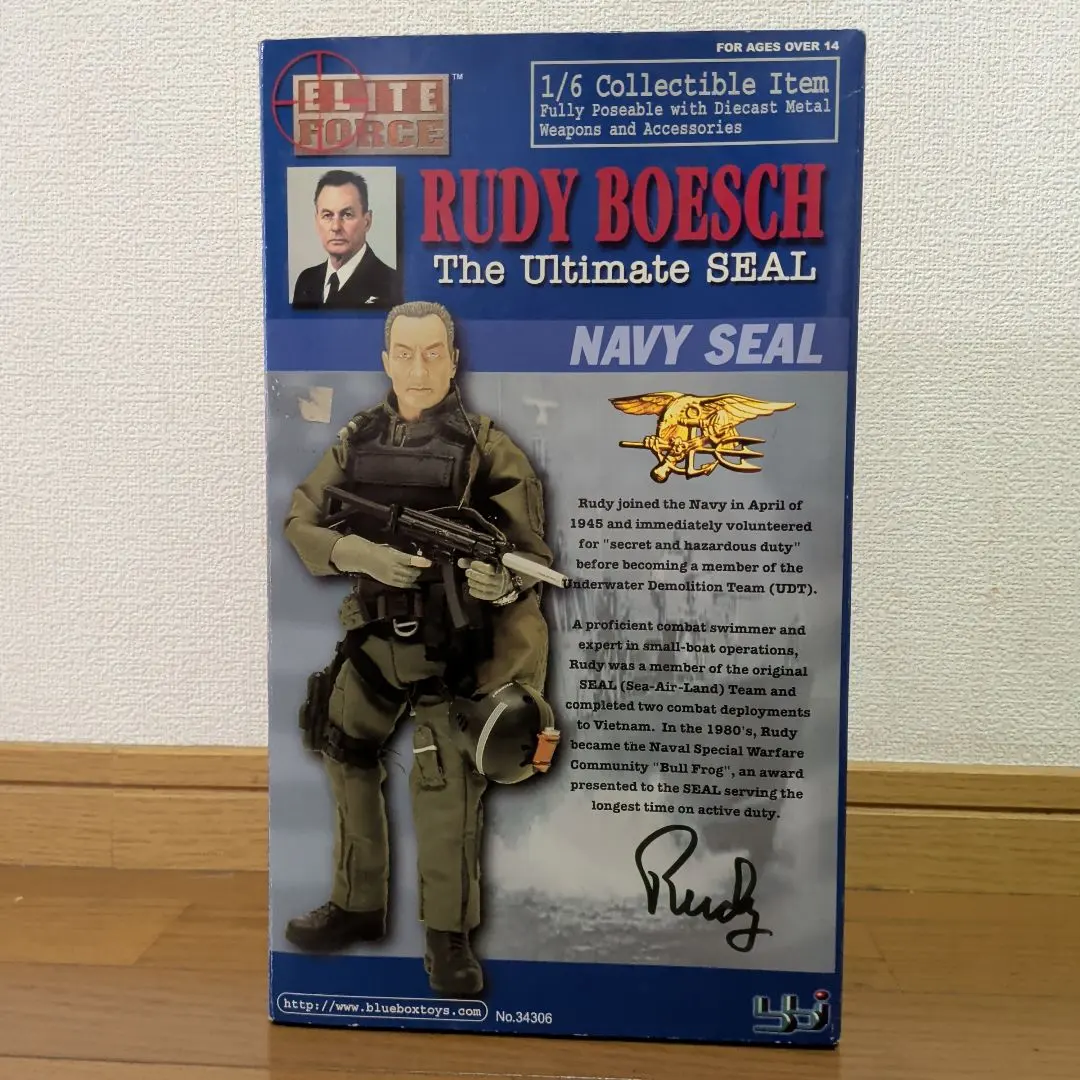 FOR AGES OVER 14
ELITE
FORCE
TM
1/6 Collectible Item
Fully Poseable with Diecast Metal
Weapons and Accessories
RUDY BOESCH
The Ultimate SEAL
NAVY SEAL
Rudy joined the Navy in April of
1945 and immediately volunteered
for "secret and hazardous duty"
before becoming a member of the
Underwater Demolition Team (UDT).
A proficient combat swimmer and
expert in small-boat operations,
Rudy was a member of the original
SEAL (Sea-Air-Land) Team and
completed two combat deployments
to Vietnam. In the 1980's, Rudy
became the Naval Special Warfare
Community "Bull Frog", an award
presented to the SEAL serving the
longest time on active duty.
Rudy
http://www.blueboxtoys.com
No.34306
bbi